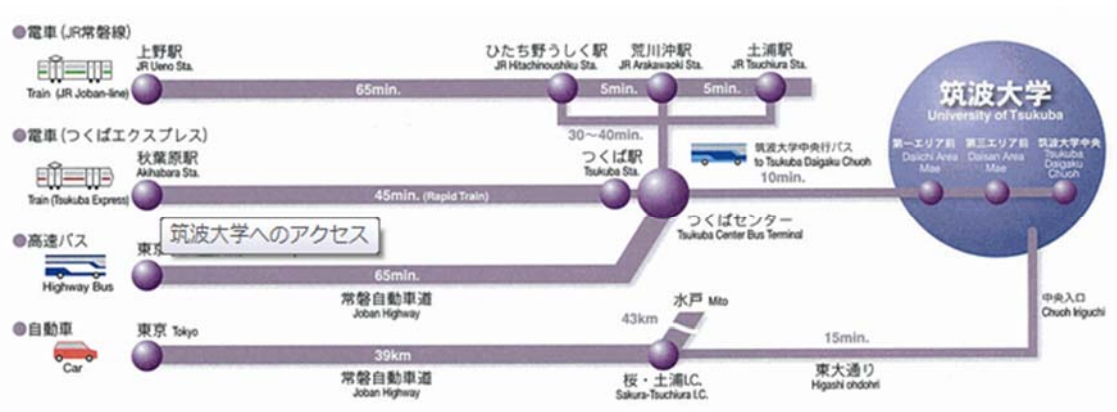 ●電車(JR常磐線)
Train (JR Joban-line)
上野駅
JR Ueno Sta.
65min.
ひたち野うしく駅
JR Hitachinoushiku Sta.
5min.
荒川沖駅
JR Arakawaoki Sta.
5min.
土浦駅
JR Tsuchiura Sta.
30〜40min.
●電車(つくばエクスプレス)
Train (Tsukuba Express)
秋葉原駅
Akihabara Sta.
45min. (Rapid Train)
つくば駅
Tsukuba Sta.
つくばセンター
Tsukuba Center Bus Terminal
筑波大学中央行バス
to Tsukuba Daigaku Chuoh
10min.
筑波大学
University of Tsukuba
第一エリア前
Daiichi Area
Mae
第三エリア前
Daisan Area
Mae
筑波大学中央
Tsukuba
Daigaku
Chuoh
筑波大学へのアクセス
●高速バス
Highway Bus
東京
65min.
常磐自動車道
Joban Highway
●自動車
Car
東京 Tokyo
39km
常磐自動車道
Joban Highway
水戸 Mito
43km
桜・土浦I.C.
Sakura-Tsuchiura I.C.
15min.
東大通り
Higashi ohdohri
中央入口
Chuoh Iriguchi